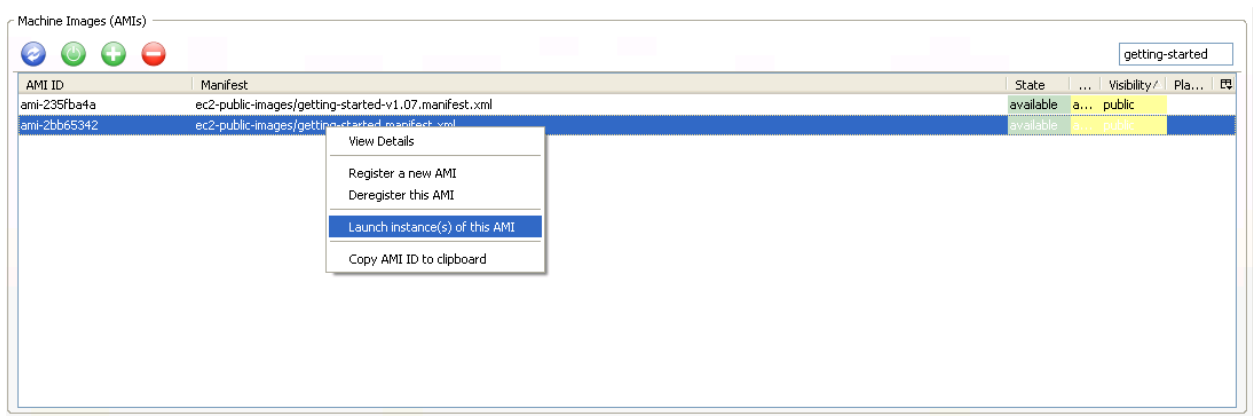 Machine Images (AMIs)
getting-started
AMI ID Manifest State ... Visibility Pla...
ami-235fba4a ec2-public-images/getting-started-v1.07.manifest.xml available a... public
ami-2bb65342 ec2-public-images/getting-started.manifest.xml available a... public
View Details
Register a new AMI
Deregister this AMI
Launch instance(s) of this AMI
Copy AMI ID to clipboard